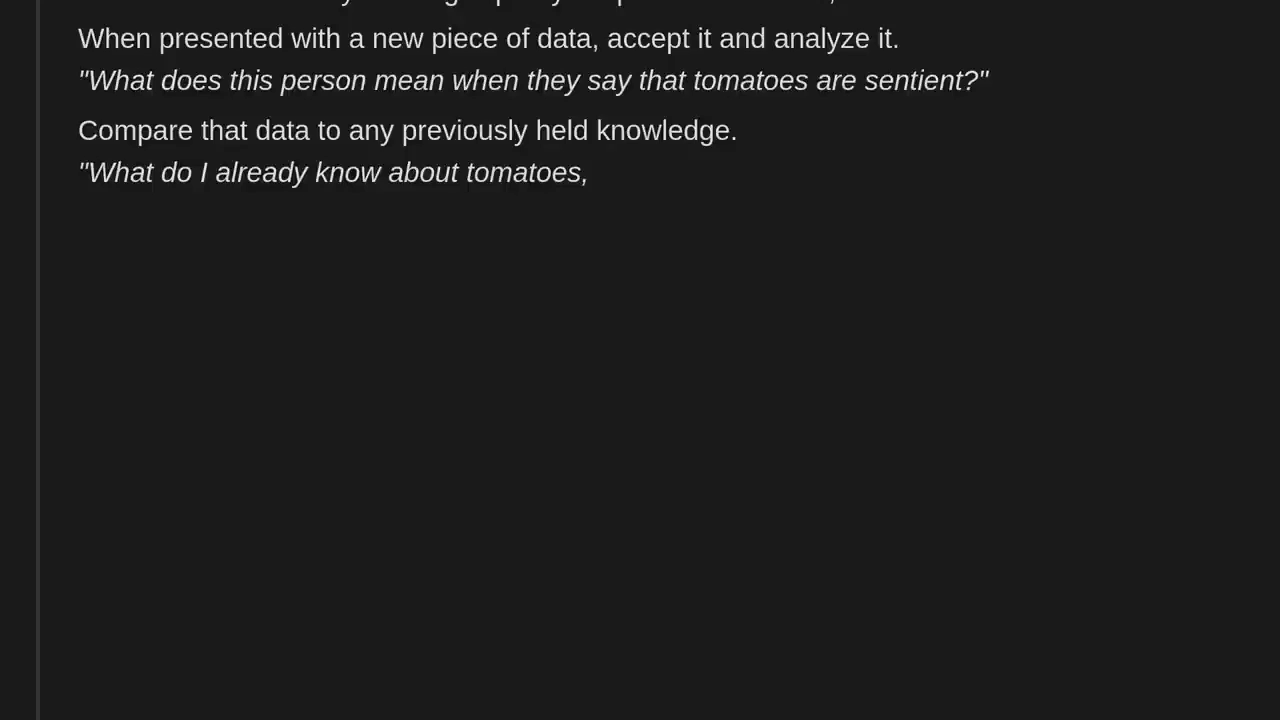 When presented with a new piece of data, accept it and analyze it.
"What does this person mean when they say that tomatoes are sentient?"
Compare that data to any previously held knowledge.
"What do I already know about tomatoes,